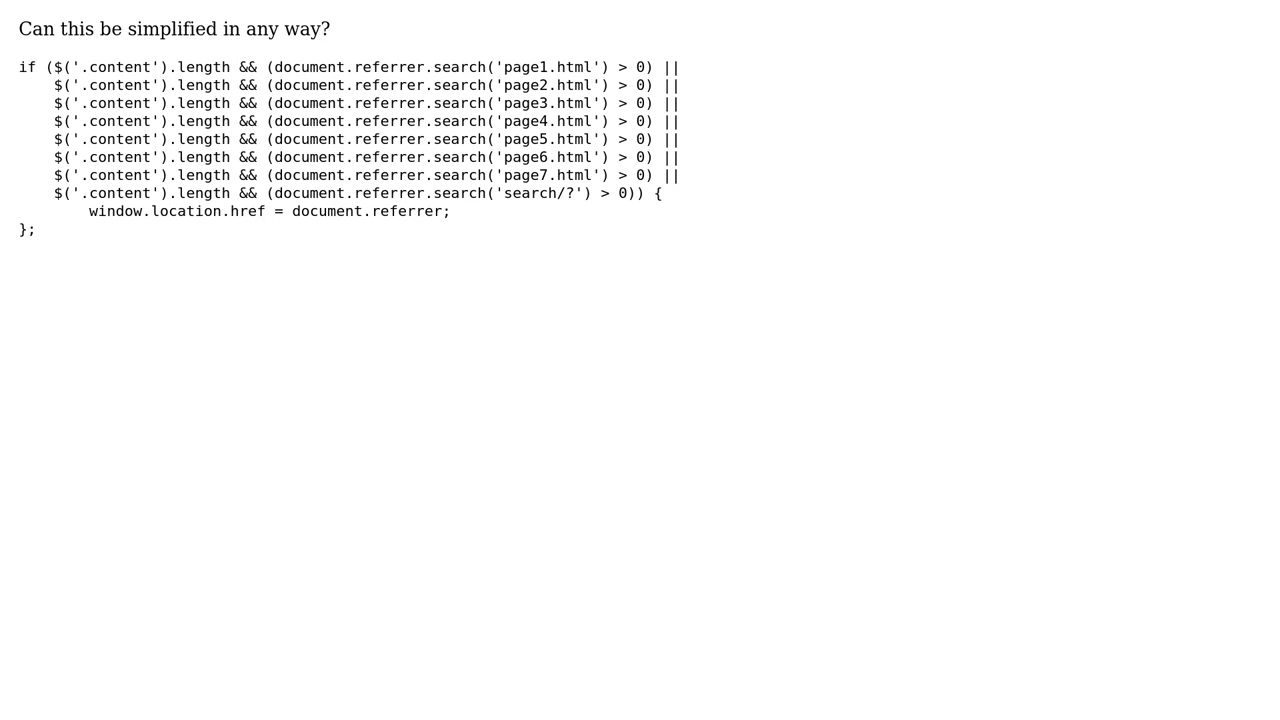 Can this be simplified in any way?
if ($('.content').length && (document.referrer.search('page1.html') > 0) ||
    $('.content').length && (document.referrer.search('page2.html') > 0) ||
    $('.content').length && (document.referrer.search('page3.html') > 0) ||
    $('.content').length && (document.referrer.search('page4.html') > 0) ||
    $('.content').length && (document.referrer.search('page5.html') > 0) ||
    $('.content').length && (document.referrer.search('page6.html') > 0) ||
    $('.content').length && (document.referrer.search('page7.html') > 0) ||
    $('.content').length && (document.referrer.search('search/?') > 0)) {
        window.location.href = document.referrer;
};